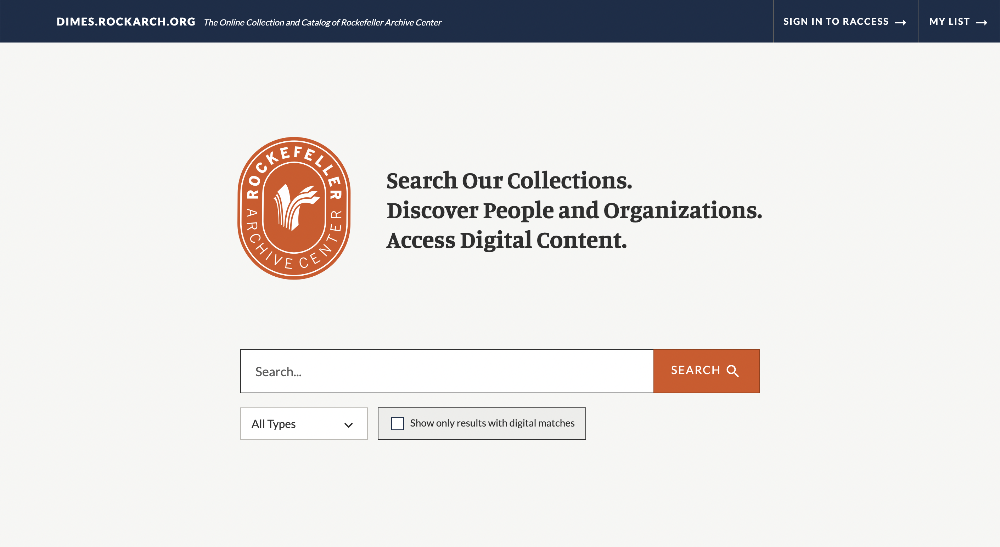 DIMES.ROCKARCH.ORG The Online Collection and Catalog of Rockefeller Archive Center
SIGN IN TO RACCESS →
MY LIST →
ROCKEFELLER
ARCHIVE CENTER
Search Our Collections.
Discover People and Organizations.
Access Digital Content.
Search...
SEARCH
All Types
Show only results with digital matches